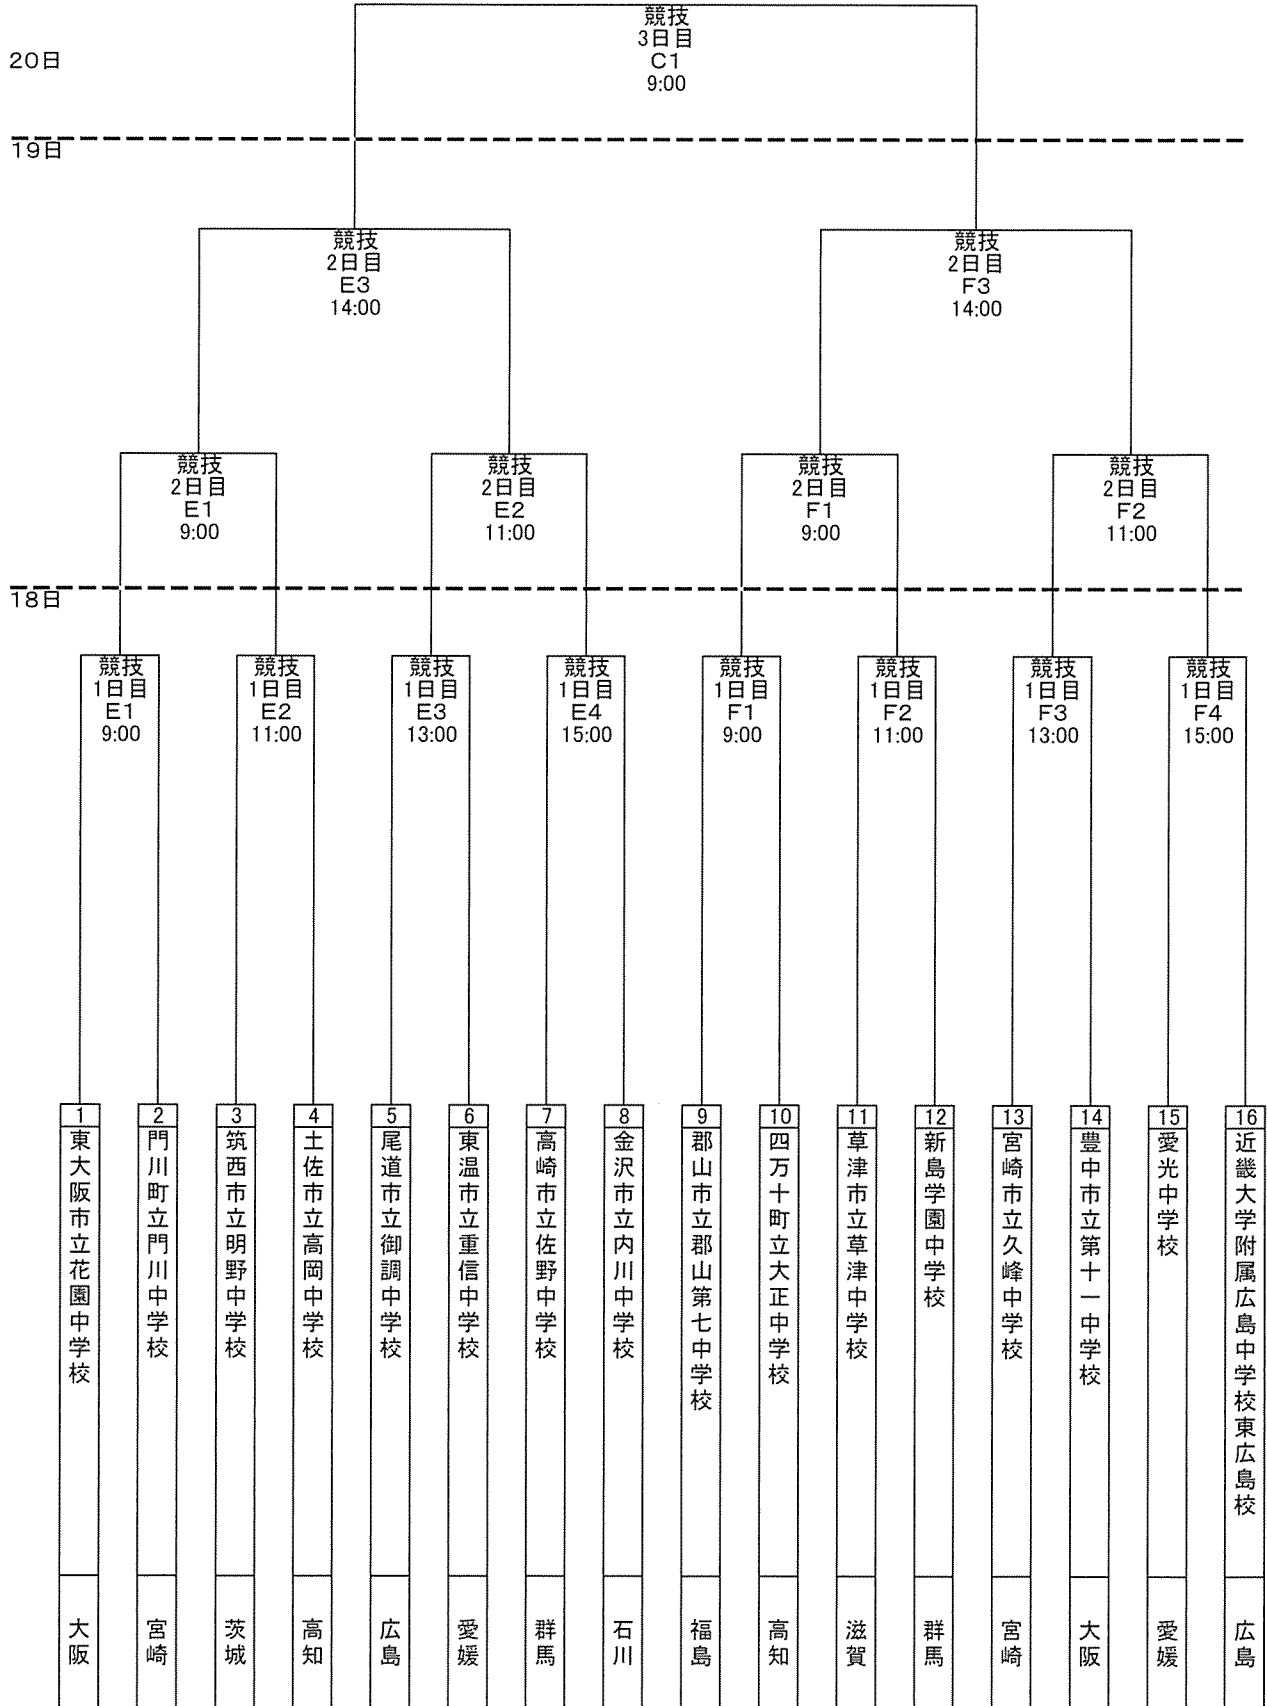 競技
3日目
C1
9:00
20日
19日
競技
2日目
E3
14:00
競技
2日目
F3
14:00
競技
2日目
E1
9:00
競技
2日目
E2
11:00
競技
2日目
F1
9:00
競技
2日目
F2
11:00
18日
競技
1日目
E1
9:00
競技
1日目
E2
11:00
競技
1日目
E3
13:00
競技
1日目
E4
15:00
競技
1日目
F1
9:00
競技
1日目
F2
11:00
競技
1日目
F3
13:00
競技
1日目
F4
15:00
1
東大阪市立花園中学校
大阪
2
門川町立門川中学校
宮崎
3
筑西市立明野中学校
茨城
4
土佐市立高岡中学校
高知
5
尾道市立御調中学校
広島
6
東温市立重信中学校
愛媛
7
高崎市立佐野中学校
群馬
8
金沢市立内川中学校
石川
9
郡山市立郡山第七中学校
福島
10
四万十町立大正中学校
高知
11
草津市立草津中学校
滋賀
12
新島学園中学校
群馬
13
宮崎市立久峰中学校
宮崎
14
豊中市立第十一中学校
大阪
15
愛光中学校
愛媛
16
近畿大学附属広島中学校東広島校
広島